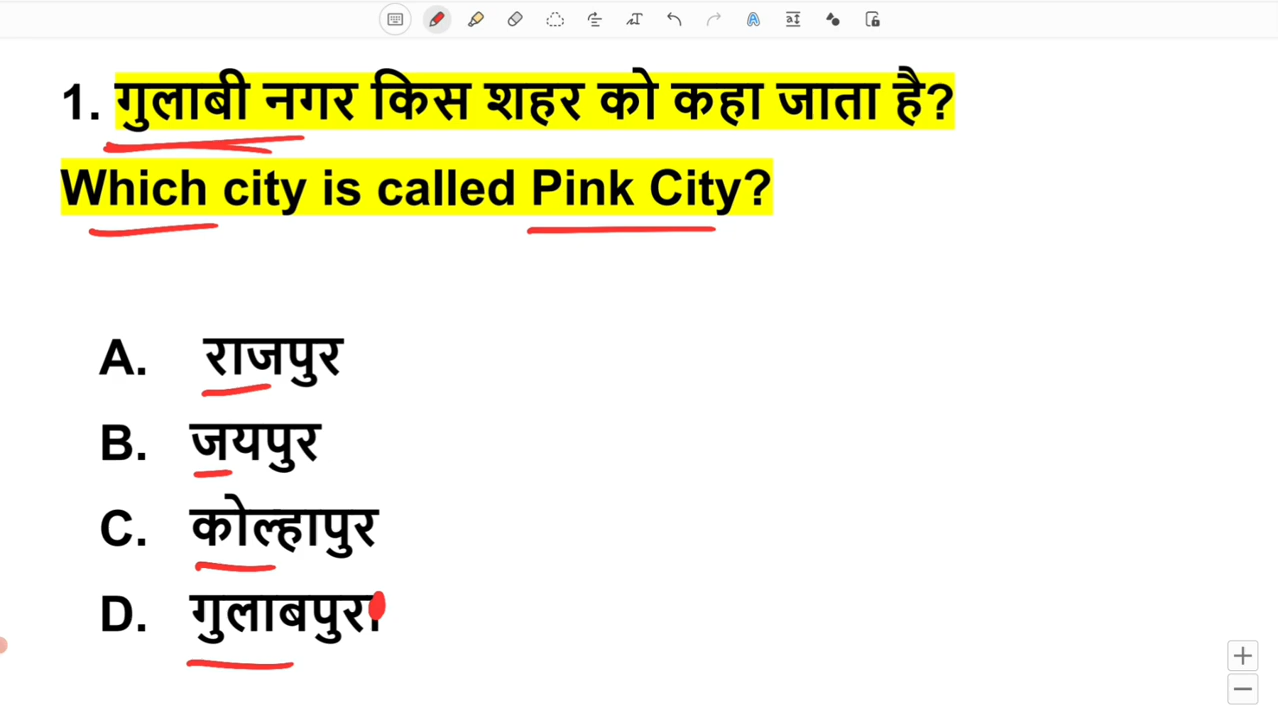 1. गुलाबी नगर किस शहर को कहा जाता है?
Which city is called Pink City?
A. राजपुर
B. जयपुर
C. कोल्हापुर
D. गुलाबपुरा